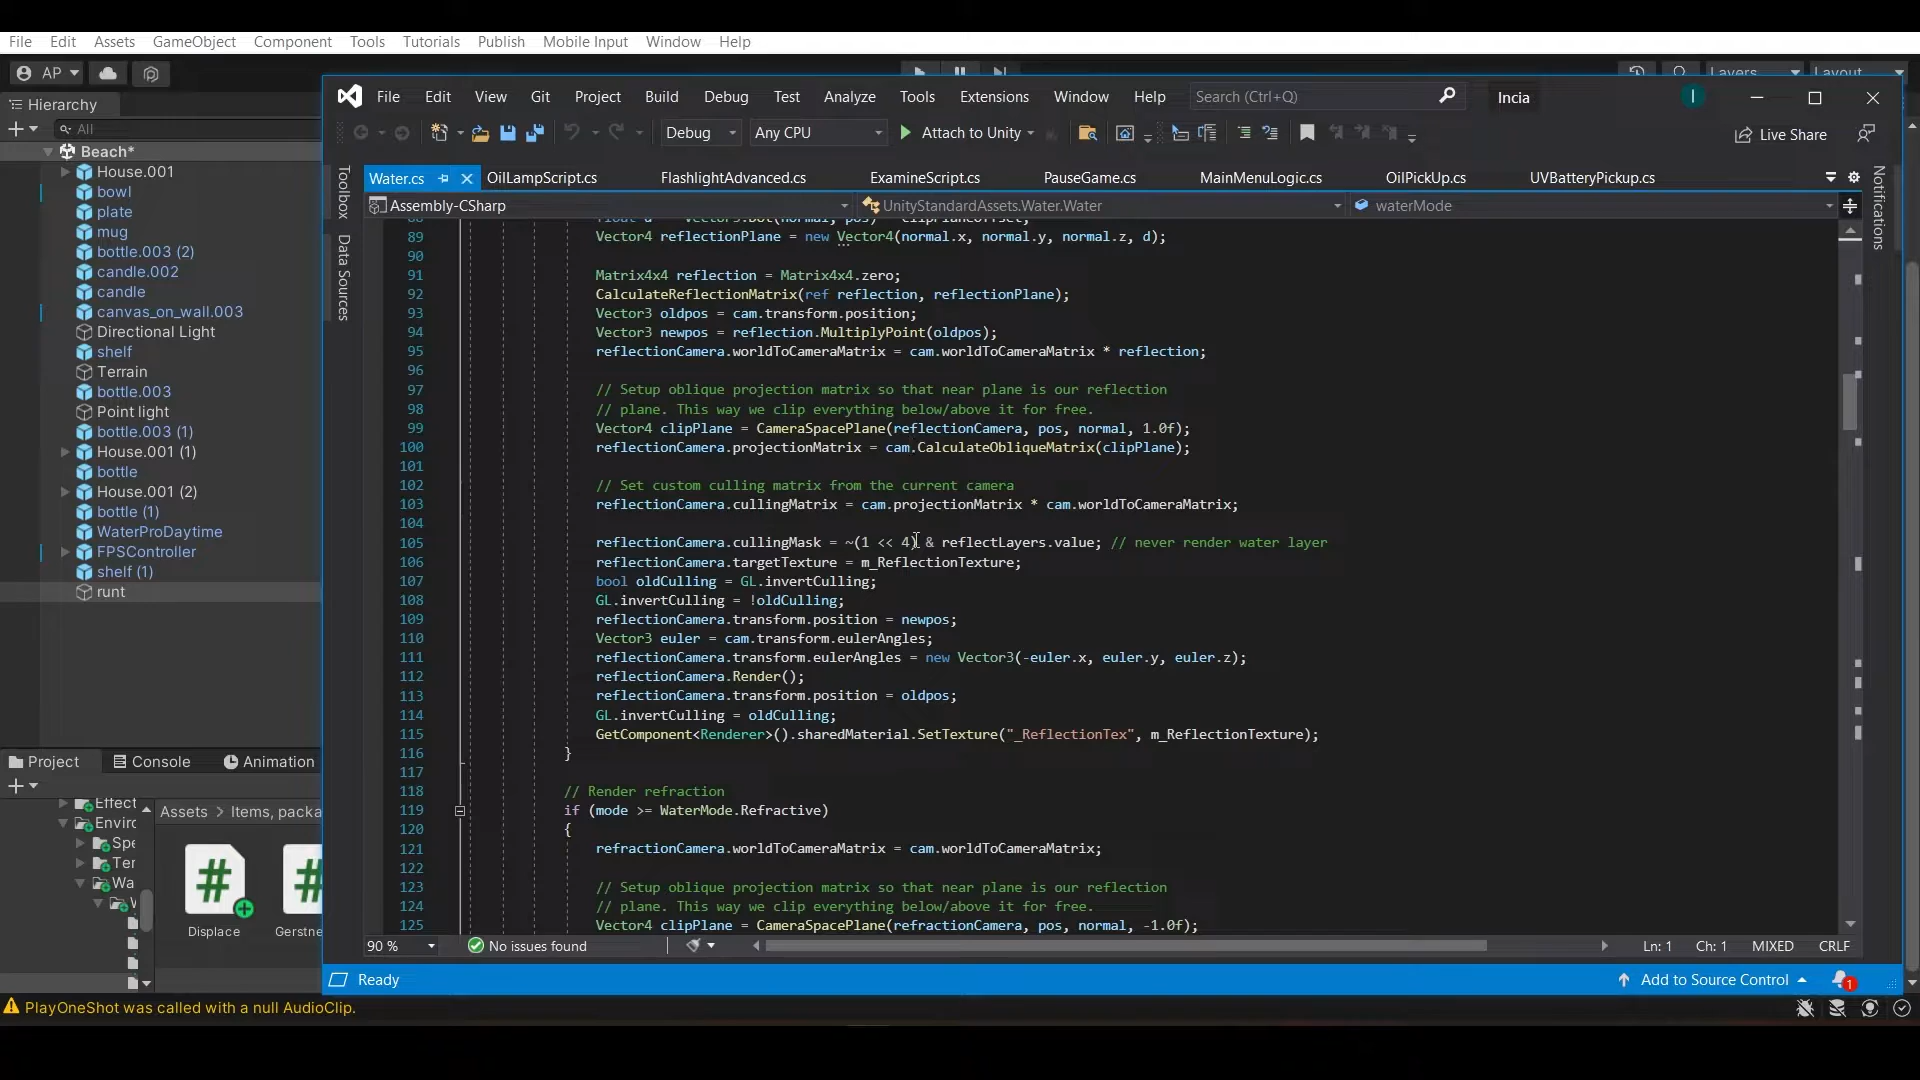 File Edit Assets GameObject Component Tools Tutorials Publish Mobile Input Window Help
AP
Layers Layout
Hierarchy
All
Beach*
House.001
bowl
plate
mug
bottle.003 (2)
candle.002
candle
canvas_on_wall.003
Directional Light
shelf
Terrain
bottle.003
Point light
bottle.003 (1)
House.001 (1)
bottle
House.001 (2)
bottle (1)
WaterProDaytime
FPSController
shelf (1)
runt
Project Console Animation
Effect
Envirc
Spe
Ter
Wa
Assets > Items, packa
Displace Gerstne
PlayOneShot was called with a null AudioClip.
File Edit View Git Project Build Debug Test Analyze Tools Extensions Window Help Search (Ctrl+Q) Incia I
Debug Any CPU Attach to Unity Live Share
Toolbox
Data Sources
Notifications
Water.cs OilLampScript.cs FlashlightAdvanced.cs ExamineScript.cs PauseGame.cs MainMenuLogic.cs OilPickUp.cs UVBatteryPickup.cs
Assembly-CSharp UnityStandardAssets.Water.Water waterMode
89 Vector4 reflectionPlane = new Vector4(normal.x, normal.y, normal.z, d);
90
91 Matrix4x4 reflection = Matrix4x4.zero;
92 CalculateReflectionMatrix(ref reflection, reflectionPlane);
93 Vector3 oldpos = cam.transform.position;
94 Vector3 newpos = reflection.MultiplyPoint(oldpos);
95 reflectionCamera.worldToCameraMatrix = cam.worldToCameraMatrix * reflection;
96
97 // Setup oblique projection matrix so that near plane is our reflection
98 // plane. This way we clip everything below/above it for free.
99 Vector4 clipPlane = CameraSpacePlane(reflectionCamera, pos, normal, 1.0f);
100 reflectionCamera.projectionMatrix = cam.CalculateObliqueMatrix(clipPlane);
101
102 // Set custom culling matrix from the current camera
103 reflectionCamera.cullingMatrix = cam.projectionMatrix * cam.worldToCameraMatrix;
104
105 reflectionCamera.cullingMask = ~(1 << 4) & reflectLayers.value; // never render water layer
106 reflectionCamera.targetTexture = m_ReflectionTexture;
107 bool oldCulling = GL.invertCulling;
108 GL.invertCulling = !oldCulling;
109 reflectionCamera.transform.position = newpos;
110 Vector3 euler = cam.transform.eulerAngles;
111 reflectionCamera.transform.eulerAngles = new Vector3(-euler.x, euler.y, euler.z);
112 reflectionCamera.Render();
113 reflectionCamera.transform.position = oldpos;
114 GL.invertCulling = oldCulling;
115 GetComponent<Renderer>().sharedMaterial.SetTexture("_ReflectionTex", m_ReflectionTexture);
116 }
117
118 // Render refraction
119 if (mode >= WaterMode.Refractive)
120 {
121 refractionCamera.worldToCameraMatrix = cam.worldToCameraMatrix;
122
123 // Setup oblique projection matrix so that near plane is our reflection
124 // plane. This way we clip everything below/above it for free.
125 Vector4 clipPlane = CameraSpacePlane(refractionCamera, pos, normal, -1.0f);
90 % No issues found Ln: 1 Ch: 1 MIXED CRLF
Ready Add to Source Control 1